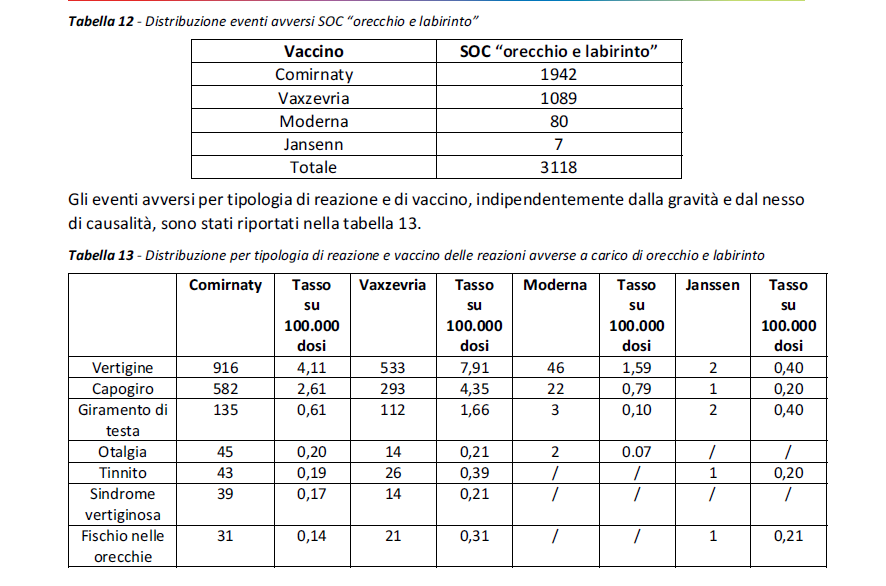 Tabella 12 - Distribuzione eventi avversi SOC “orecchio e labirinto”
Vaccino SOC “orecchio e labirinto”
Comirnaty 1942
Vaxzevria 1089
Moderna 80
Jansenn 7
Totale 3118
Gli eventi avversi per tipologia di reazione e di vaccino, indipendentemente dalla gravità e dal nesso
di causalità, sono stati riportati nella tabella 13.
Tabella 13 - Distribuzione per tipologia di reazione e vaccino delle reazioni avverse a carico di orecchio e labirinto
Comirnaty Tasso Vaxzevria Tasso Moderna Tasso Janssen Tasso
su su su su
100.000 100.000 100.000 100.000
dosi dosi dosi dosi
Vertigine 916 4,11 533 7,91 46 1,59 2 0,40
Capogiro 582 2,61 293 4,35 22 0,79 1 0,20
Giramento di 135 0,61 112 1,66 3 0,10 2 0,40
testa
Otalgia 45 0,20 14 0,21 2 0.07 / /
Tinnito 43 0,19 26 0,39 / / 1 0,20
Sindrome 39 0,17 14 0,21 / / / /
vertiginosa
Fischio nelle 31 0,14 21 0,31 / / 1 0,21
orecchie